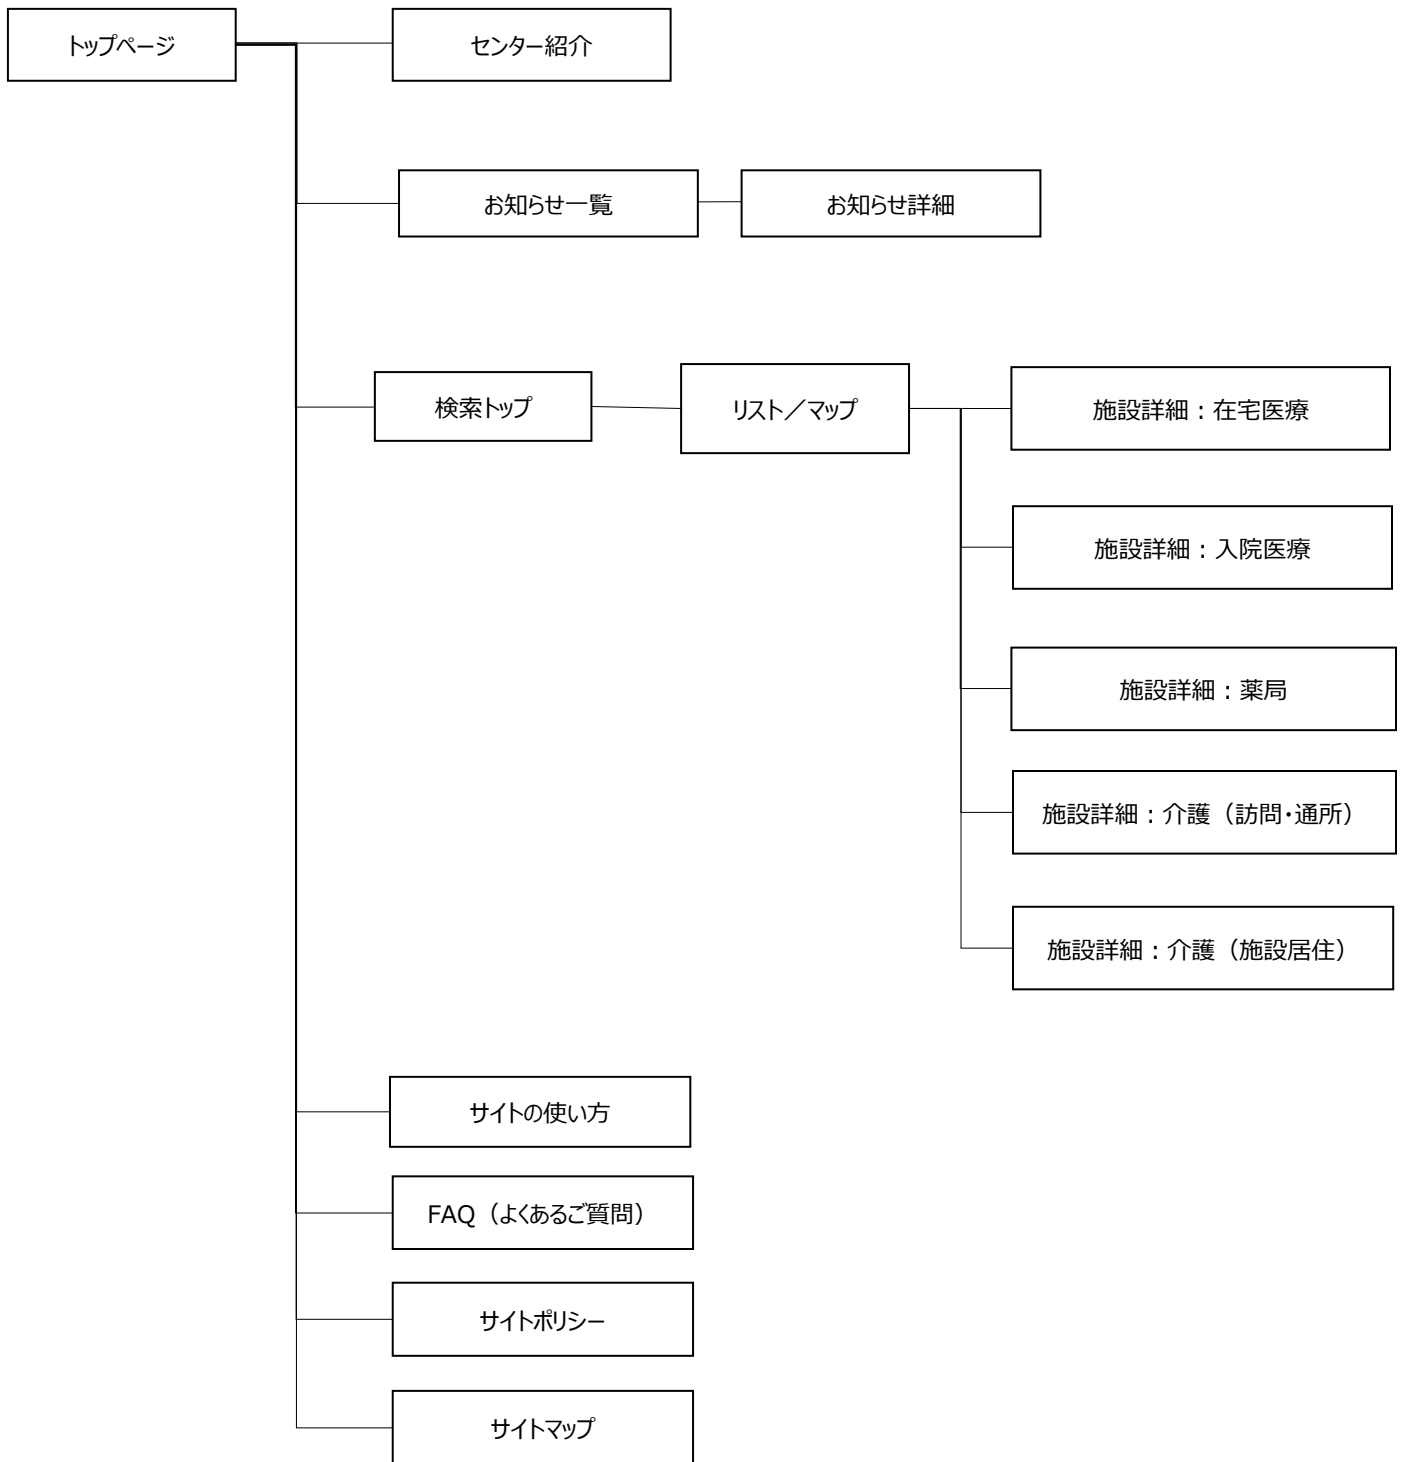 トップページ
センター紹介
お知らせ一覧
お知らせ詳細
検索トップ
リスト／マップ
施設詳細：在宅医療
施設詳細：入院医療
施設詳細：薬局
施設詳細：介護（訪問・通所）
施設詳細：介護（施設居住）
サイトの使い方
FAQ（よくあるご質問）
サイトポリシー
サイトマップ